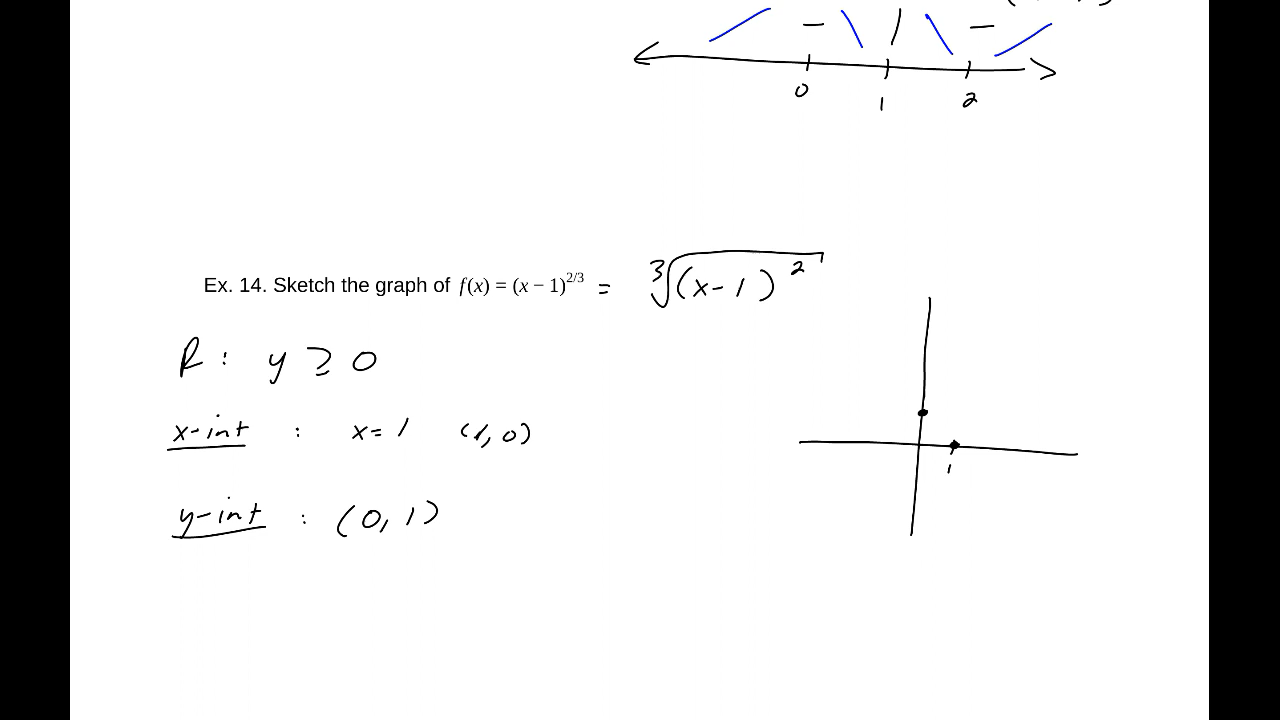 0 1 2
Ex. 14. Sketch the graph of f(x) = (x − 1)^{2/3} = ∛((x-1)^2)
R : y ≥ 0
x-int : x = 1 (1, 0)
1
y-int : (0, 1)